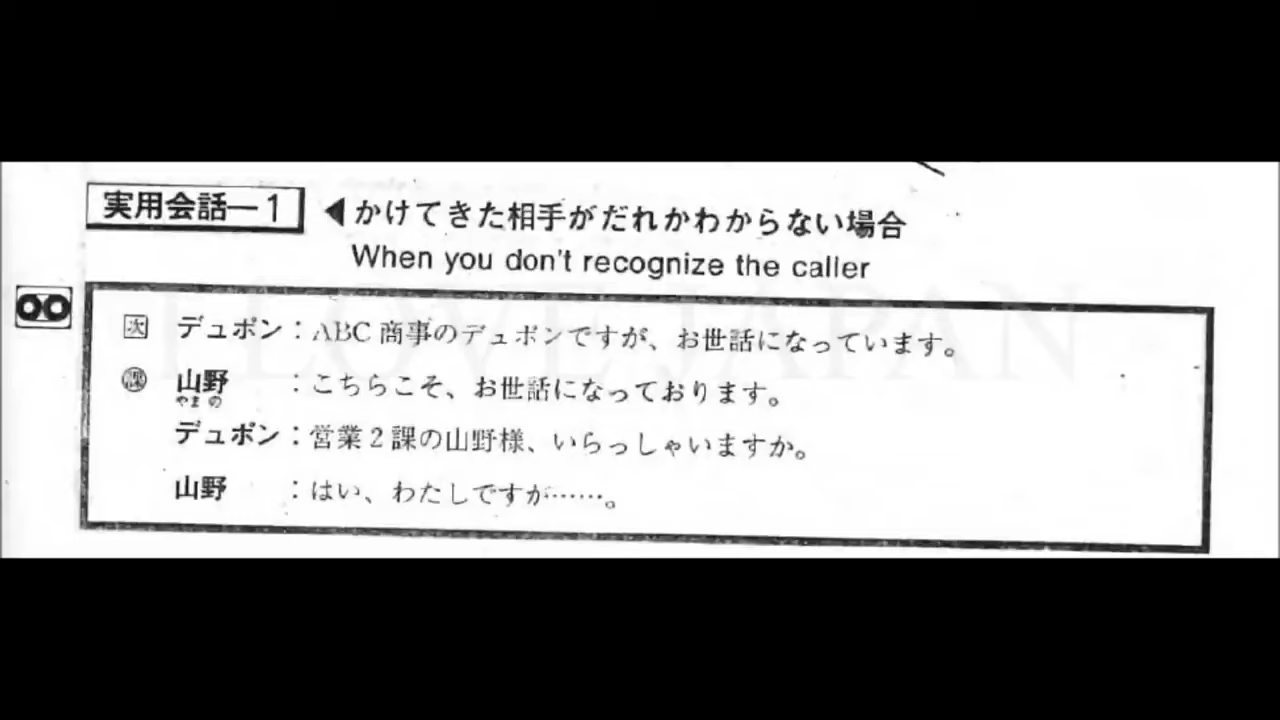 実用会話―1
◀かけてきた相手がだれかわからない場合
When you don't recognize the caller
I LOVE JAPAN
次 デュポン：ABC商事のデュポンですが、お世話になっています。
課 山野：こちらこそ、お世話になっております。
やまの
デュポン：営業2課の山野様、いらっしゃいますか。
山野：はい、わたしですが……。